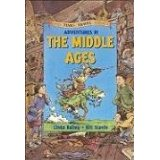 ADVENTURES IN
THE MIDDLE
AGES
Linda Bailey • Bill Slavin